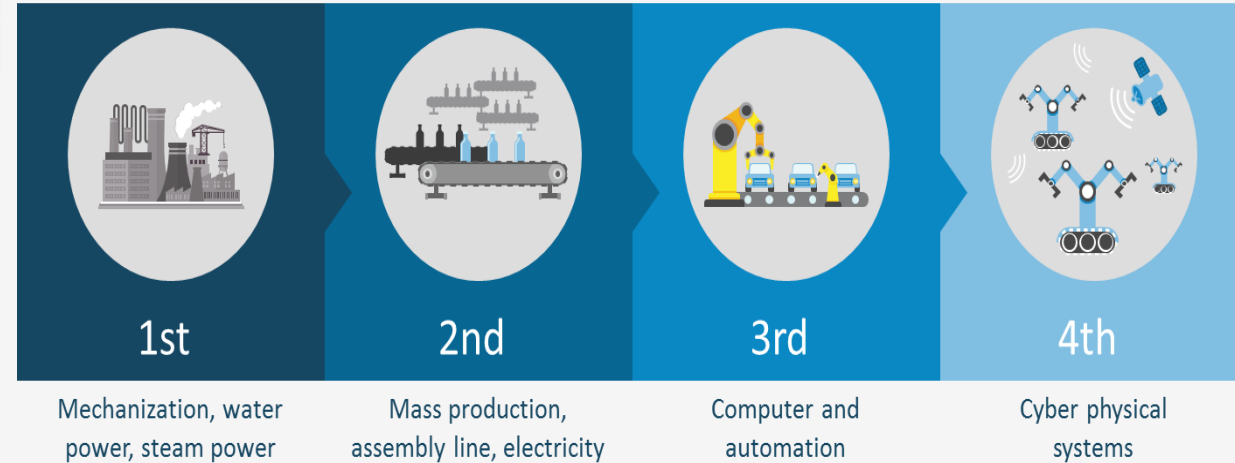 1st
2nd
3rd
4th
Mechanization, water
power, steam power
Mass production,
assembly line, electricity
Computer and
automation
Cyber physical
systems